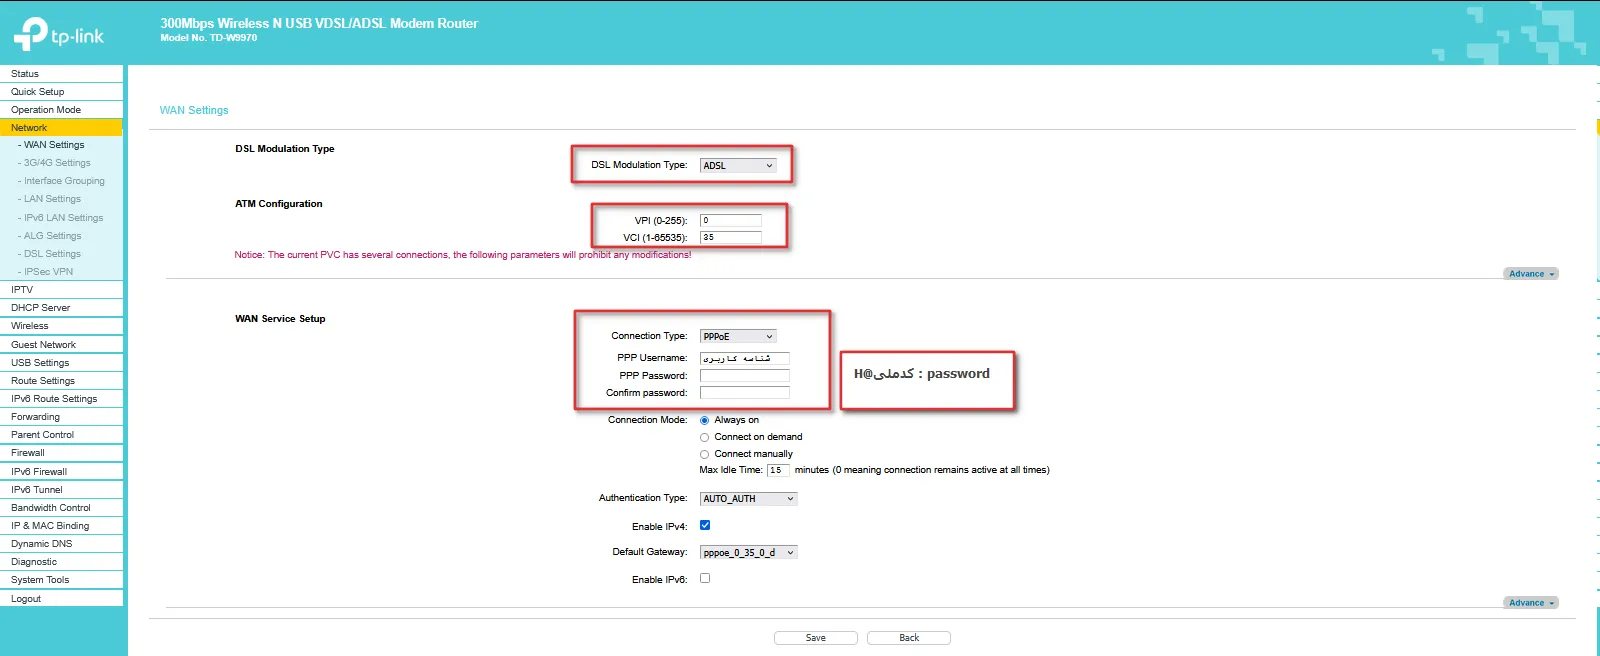 tp-link
300Mbps Wireless N USB VDSL/ADSL Modem Router
Model No. TD-W9970
Status
Quick Setup
Operation Mode
Network
- WAN Settings
- 3G/4G Settings
- Interface Grouping
- LAN Settings
- IPv6 LAN Settings
- ALG Settings
- DSL Settings
- IPSec VPN
IPTV
DHCP Server
Wireless
Guest Network
USB Settings
Route Settings
IPv6 Route Settings
Forwarding
Parent Control
Firewall
IPv6 Firewall
IPv6 Tunnel
Bandwidth Control
IP & MAC Binding
Dynamic DNS
Diagnostic
System Tools
Logout
WAN Settings
DSL Modulation Type
DSL Modulation Type: ADSL
ATM Configuration
VPI (0-255): 0
VCI (1-65535): 35
Notice: The current PVC has several connections, the following parameters will prohibit any modifications!
Advance
WAN Service Setup
Connection Type: PPPoE
PPP Username: شناسه کاربری
PPP Password:
Confirm password:
password : کدملی@H
Connection Mode: Always on
Connect on demand
Connect manually
Max Idle Time: 15 minutes (0 meaning connection remains active at all times)
Authentication Type: AUTO_AUTH
Enable IPv4:
Default Gateway: pppoe_0_35_0_d
Enable IPv6:
Advance
Save Back